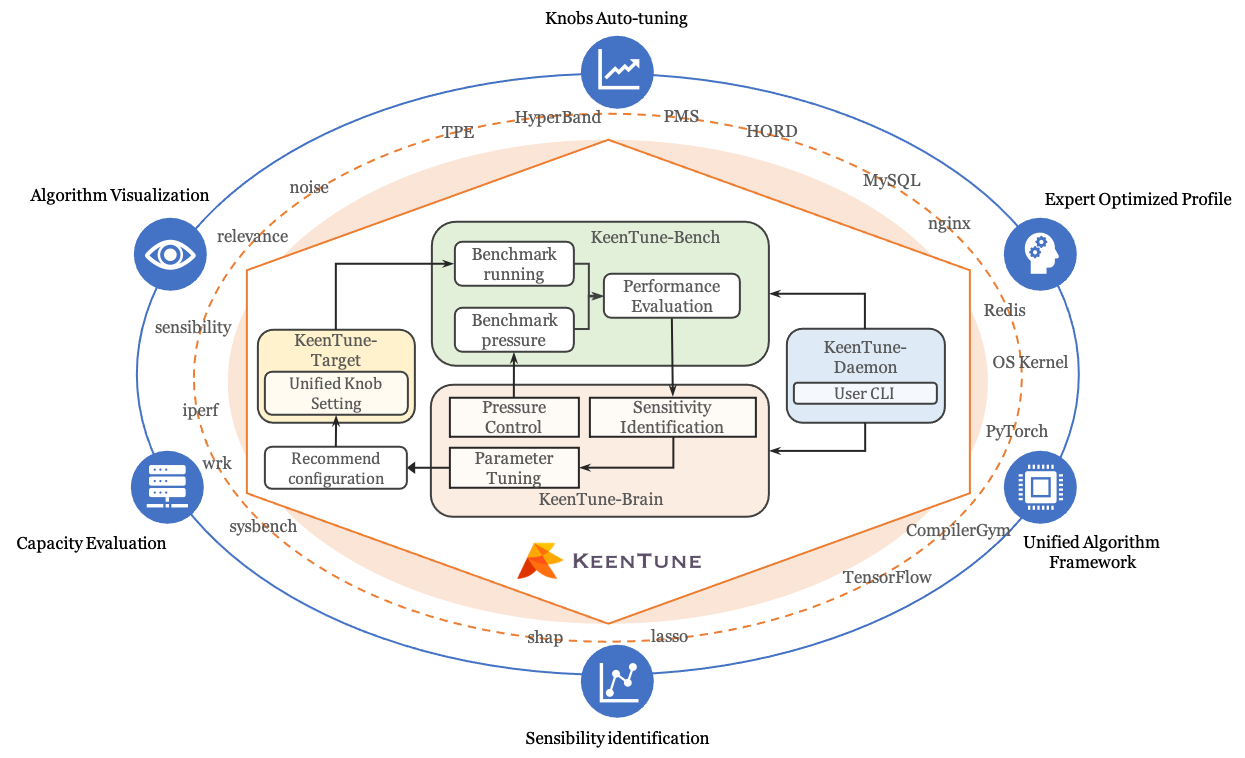 Knobs Auto-tuning
HyperBand
PMS
TPE
HORD
noise
MySQL
Algorithm Visualization
Expert Optimized Profile
relevance
nginx
KeenTune-Bench
Benchmark
running
Performance
Evaluation
Benchmark
pressure
sensibility
Redis
KeenTune-
Target
Unified Knob
Setting
KeenTune-
Daemon
User CLI
OS Kernel
iperf
Pressure
Control
Sensitivity
Identification
PyTorch
wrk
Recommend
configuration
Parameter
Tuning
KeenTune-Brain
sysbench
CompilerGym
Capacity Evaluation
Unified Algorithm
Framework
KEENTUNE
TensorFlow
shap
lasso
Sensibility identification